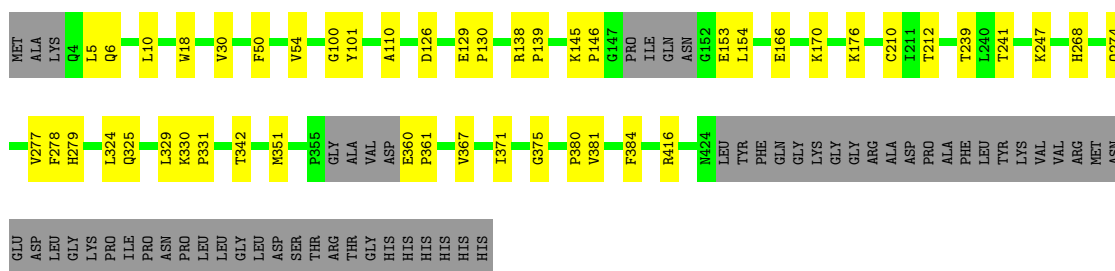 MET ALA LYS Q4 L5 Q6 L10 W18 V30 F50 V54 G100 Y101 A110 D126 E129 P130 R138 P139 K145 P146 G147 PRO ILE GLN ASN G152 E153 L154 E166 K170 K176 C210 I211 T212 T239 L240 T241 K247 H268 Q274
V277 F278 H279 L324 Q325 L329 K330 P331 T342 M351 P355 GLY ALA VAL ASP E360 P361 V367 I371 G375 P380 V381 F384 R416 N424 LEU TYR PHE GLN GLY LYS GLY GLY ARG ALA ASP PRO ALA PHE LEU TYR LYS VAL VAL ARG MET ASN
GLU ASP LEU GLY LYS PRO ILE PRO ASN PRO LEU LEU GLY LEU ASP SER THR ARG THR GLY HIS HIS HIS HIS HIS HIS